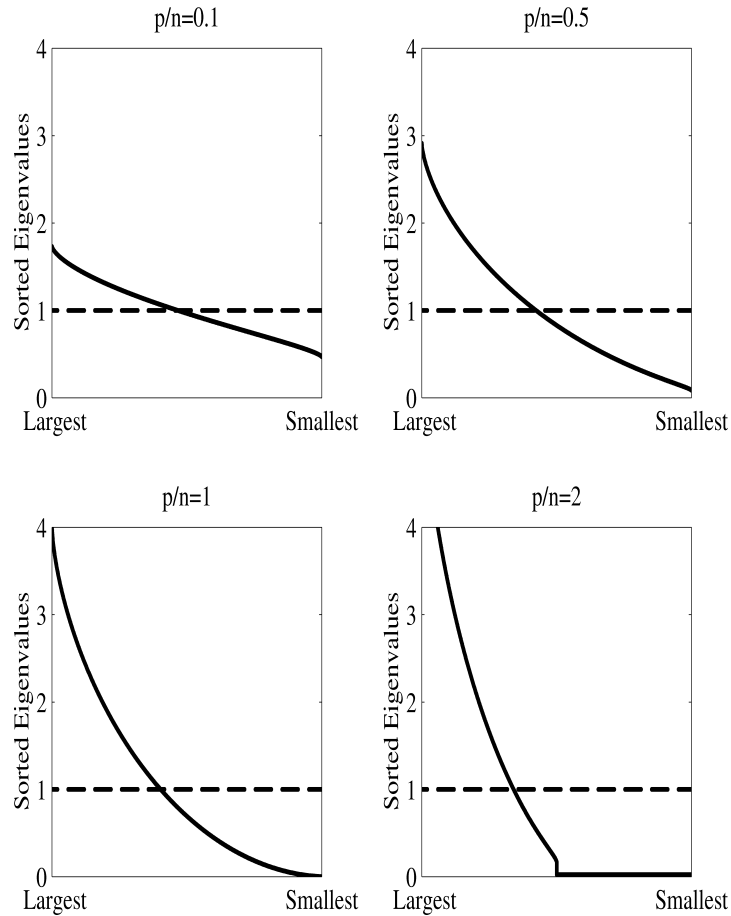 p/n=0.1
4
3
2
1
0
Sorted Eigenvalues
Largest Smallest
p/n=0.5
4
3
2
1
0
Sorted Eigenvalues
Largest Smallest
p/n=1
4
3
2
1
0
Sorted Eigenvalues
Largest Smallest
p/n=2
4
3
2
1
0
Sorted Eigenvalues
Largest Smallest